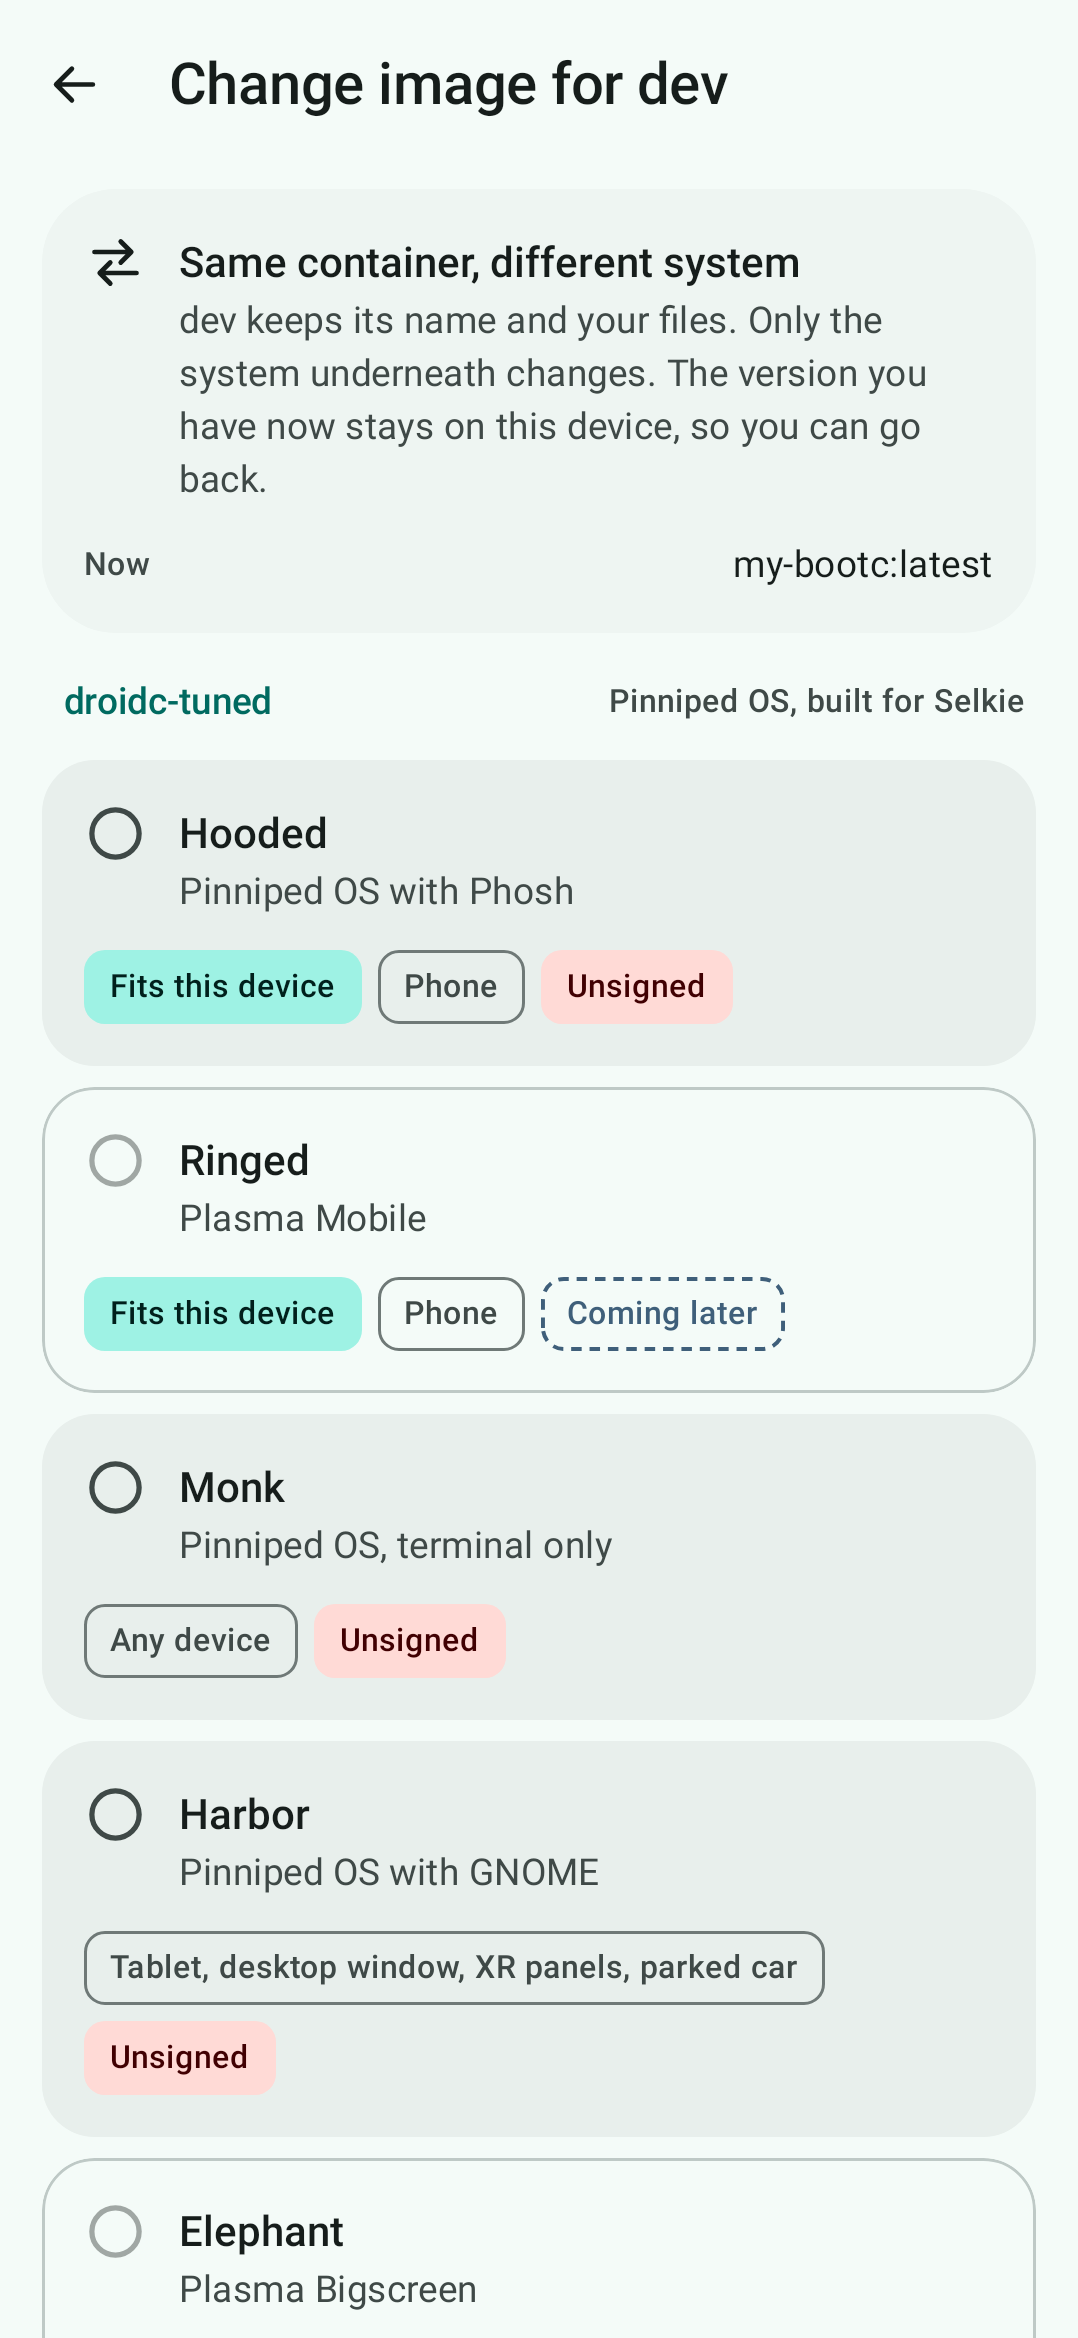 Change image for dev
Same container, different system
dev keeps its name and your files. Only the
system underneath changes. The version you
have now stays on this device, so you can go
back.
Now my-bootc:latest
droidc-tuned Pinniped OS, built for Selkie
Hooded
Pinniped OS with Phosh
Fits this device Phone Unsigned
Ringed
Plasma Mobile
Fits this device Phone Coming later
Monk
Pinniped OS, terminal only
Any device Unsigned
Harbor
Pinniped OS with GNOME
Tablet, desktop window, XR panels, parked car
Unsigned
Elephant
Plasma Bigscreen